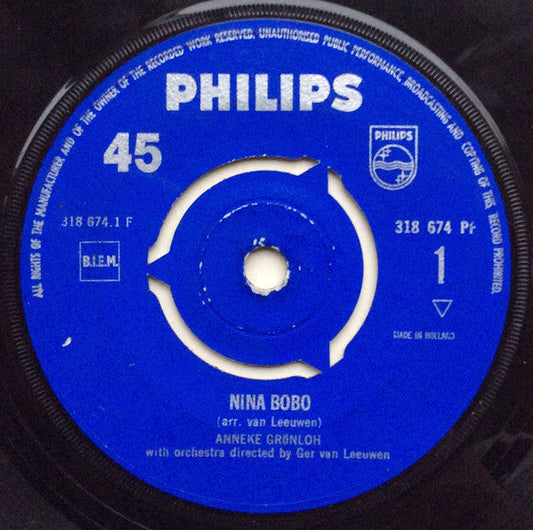 ALL RIGHTS OF THE MANUFACTURER AND OF THE OWNER OF THE RECORDED WORK RESERVED. UNAUTHORISED PUBLIC PERFORMANCE, BROADCASTING AND COPYING OF THIS RECORD PROHIBITED.
PHILIPS
45
PHILIPS
318 674.1 F
318 674 PF
B.I.E.M.
1
MADE IN HOLLAND
NINA BOBO
(arr. van Leeuwen)
ANNEKE GRÖNLOH
with orchestra directed by Ger van Leeuwen